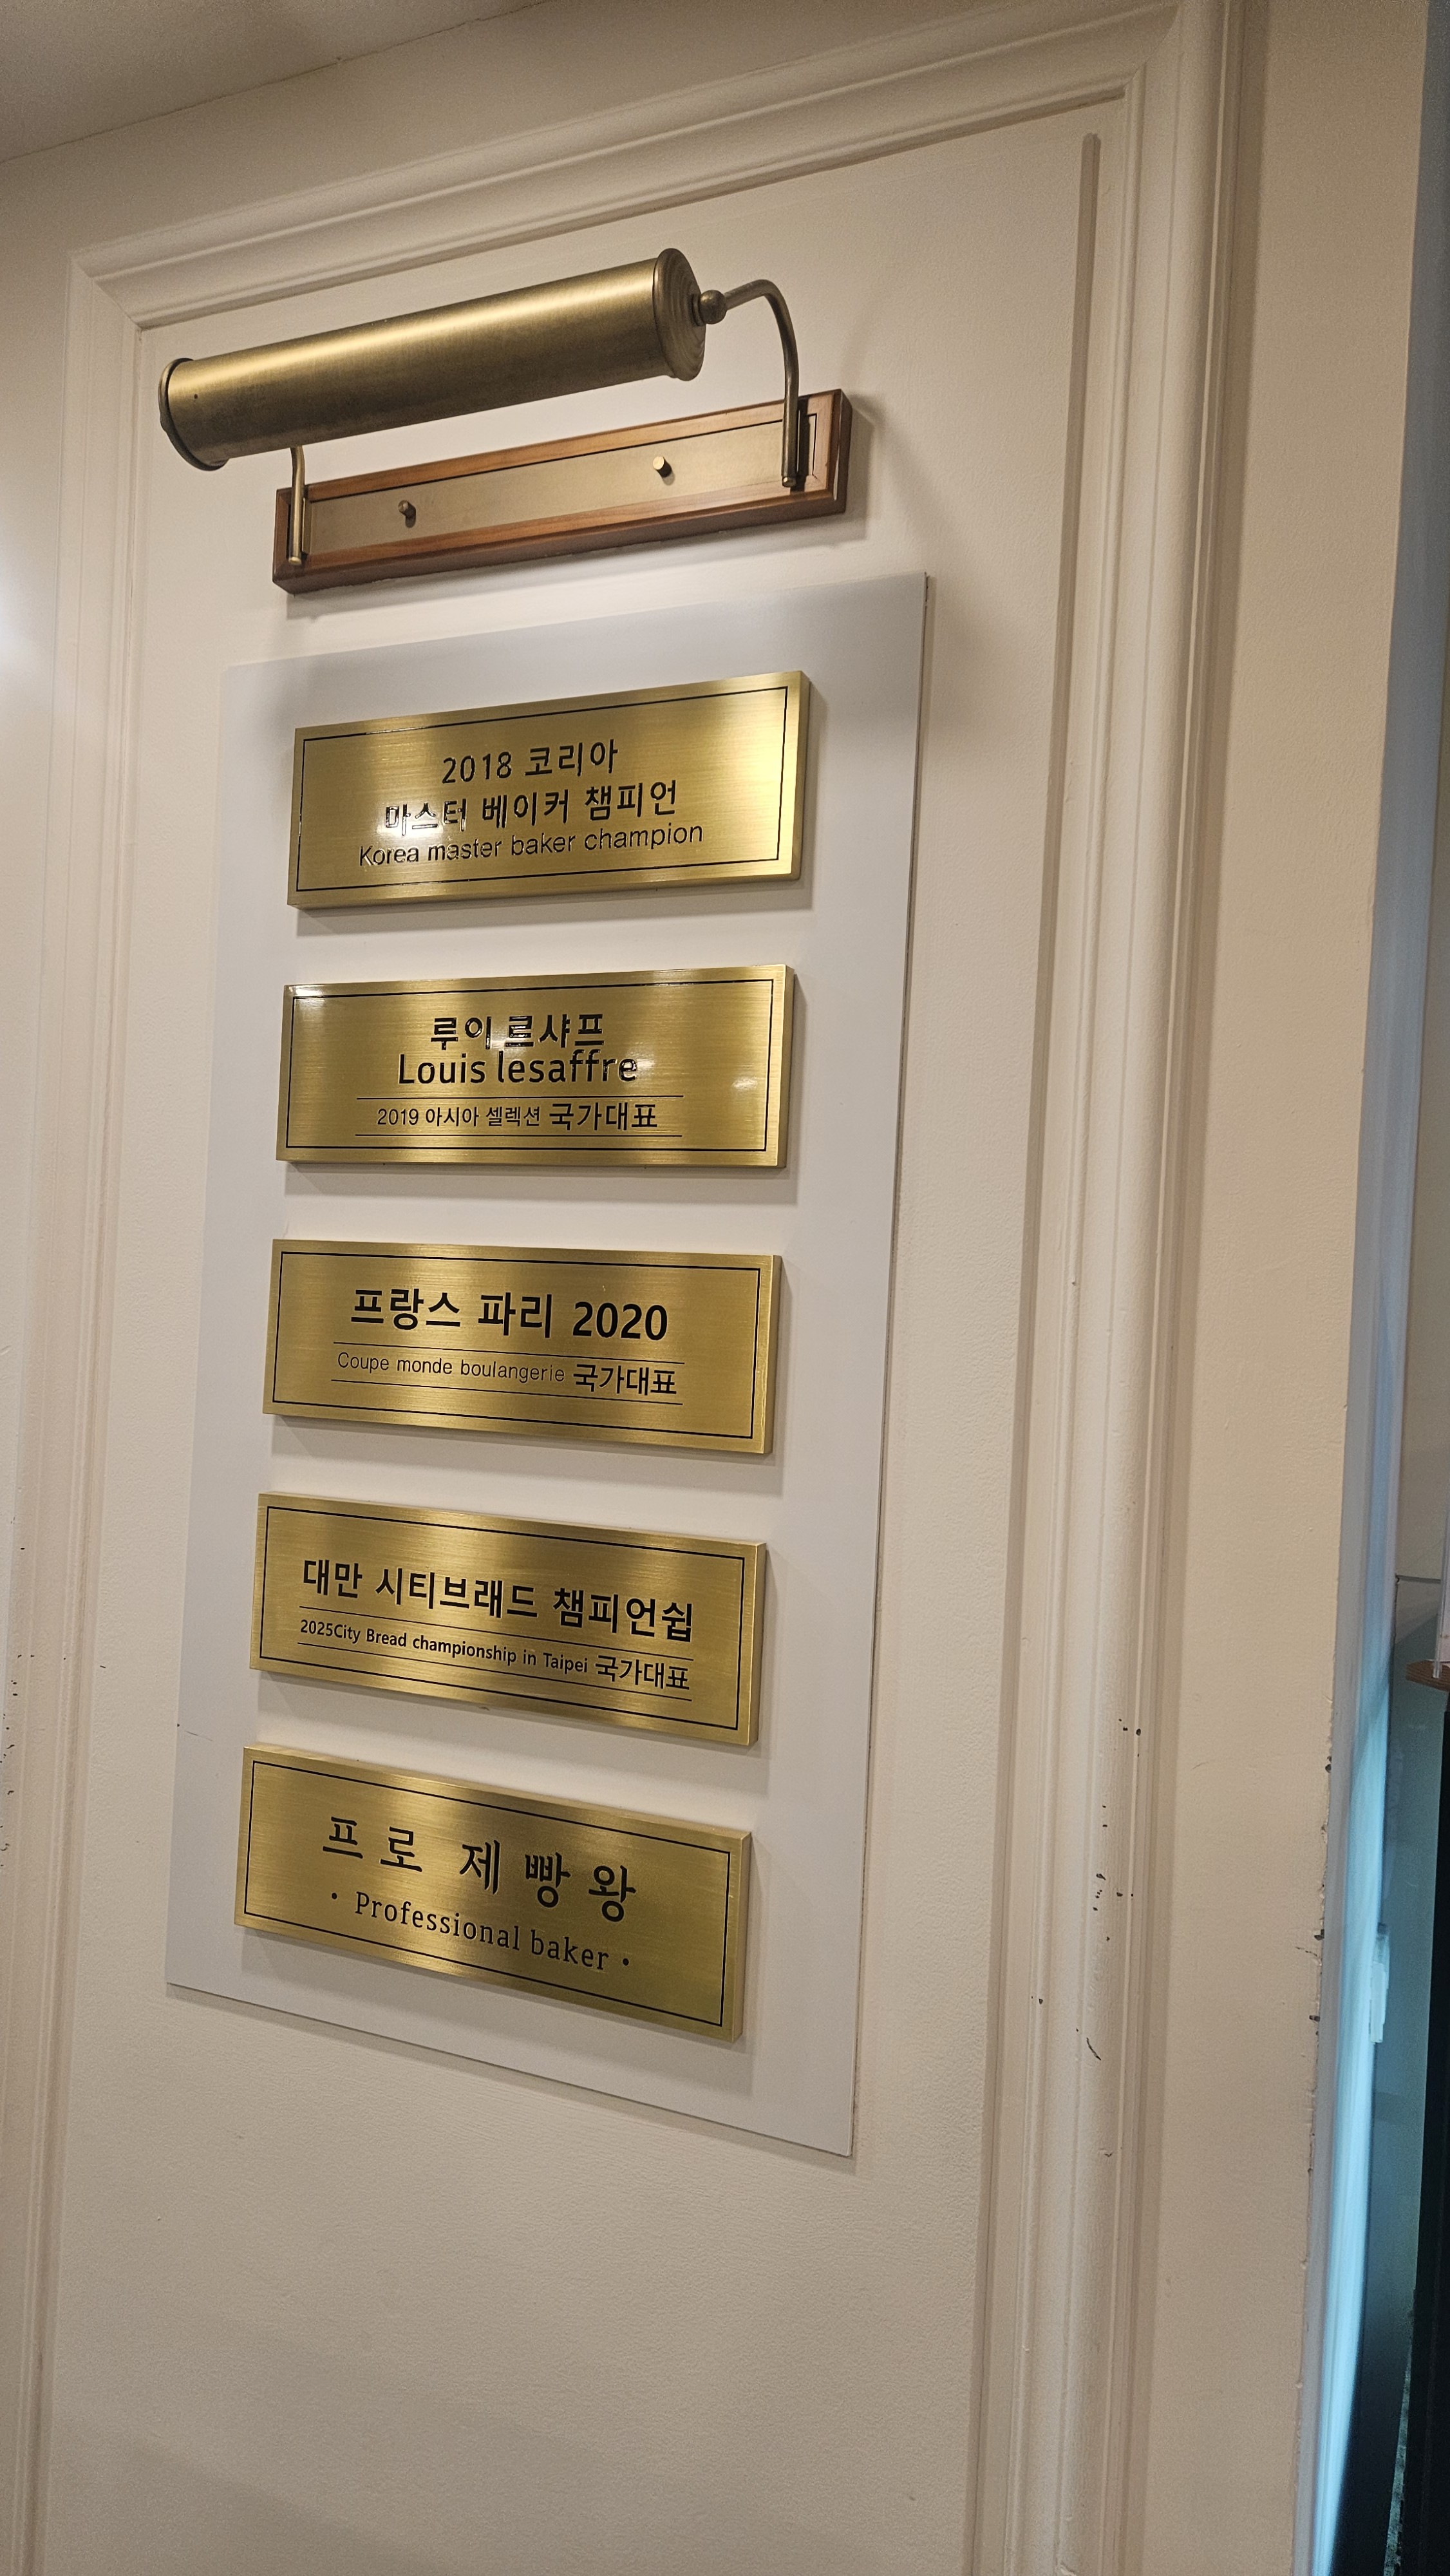 2018 코리아
마스터 베이커 챔피언
Korea master baker champion
루이 르샤프
Louis lesaffre
2019 아시아 셀렉션 국가대표
프랑스 파리 2020
Coupe monde boulangerie 국가대표
대만 시티브래드 챔피언쉽
2025City Bread championship in Taipei 국가대표
프로 제빵왕
• Professional baker •